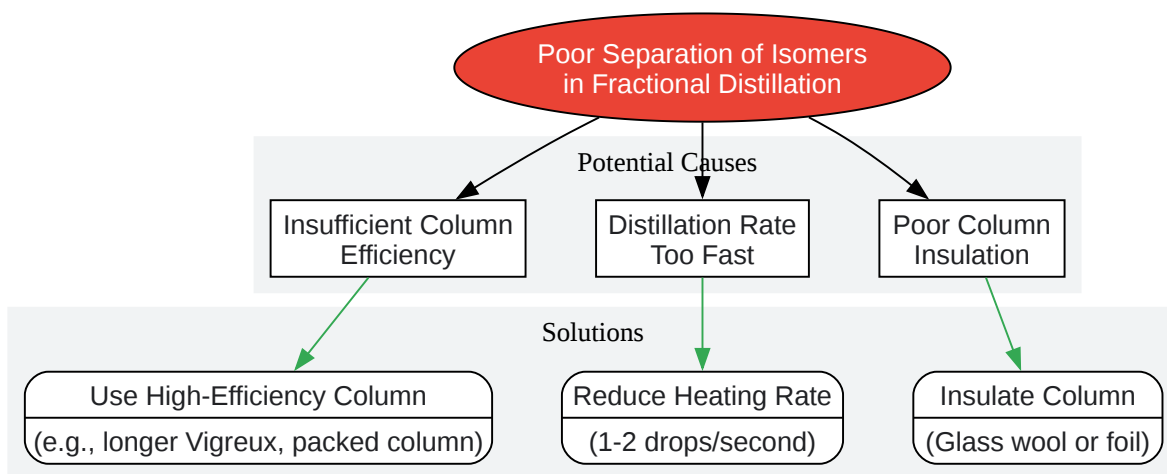 Poor Separation of Isomers
in Fractional Distillation
Potential Causes
Insufficient Column
Efficiency
Distillation Rate
Too Fast
Poor Column
Insulation
Solutions
Use High-Efficiency Column
(e.g., longer Vigreux, packed column)
Reduce Heating Rate
(1-2 drops/second)
Insulate Column
(Glass wool or foil)